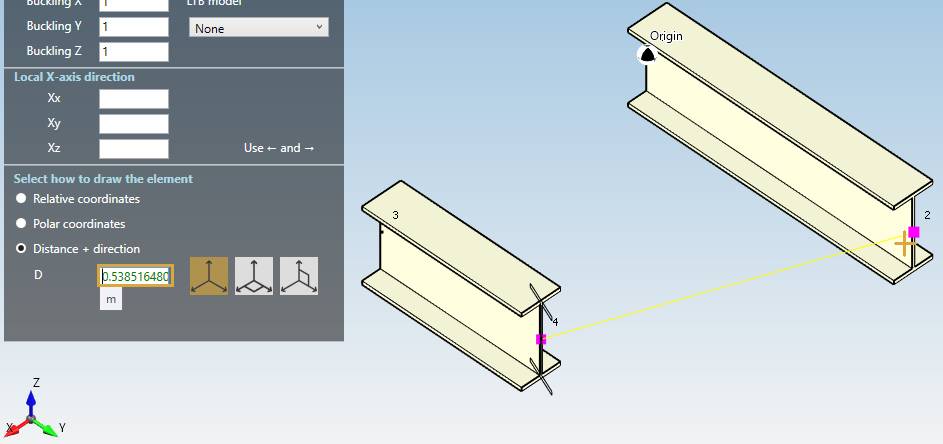 Buckling X 1 LTB model
Buckling Y 1 None
Buckling Z 1
Local X-axis direction
Xx
Xy
Xz Use ← and →
Select how to draw the element
Relative coordinates
Polar coordinates
Distance + direction
D 0.538516480
m
Origin
2
3
4
Z
X Y